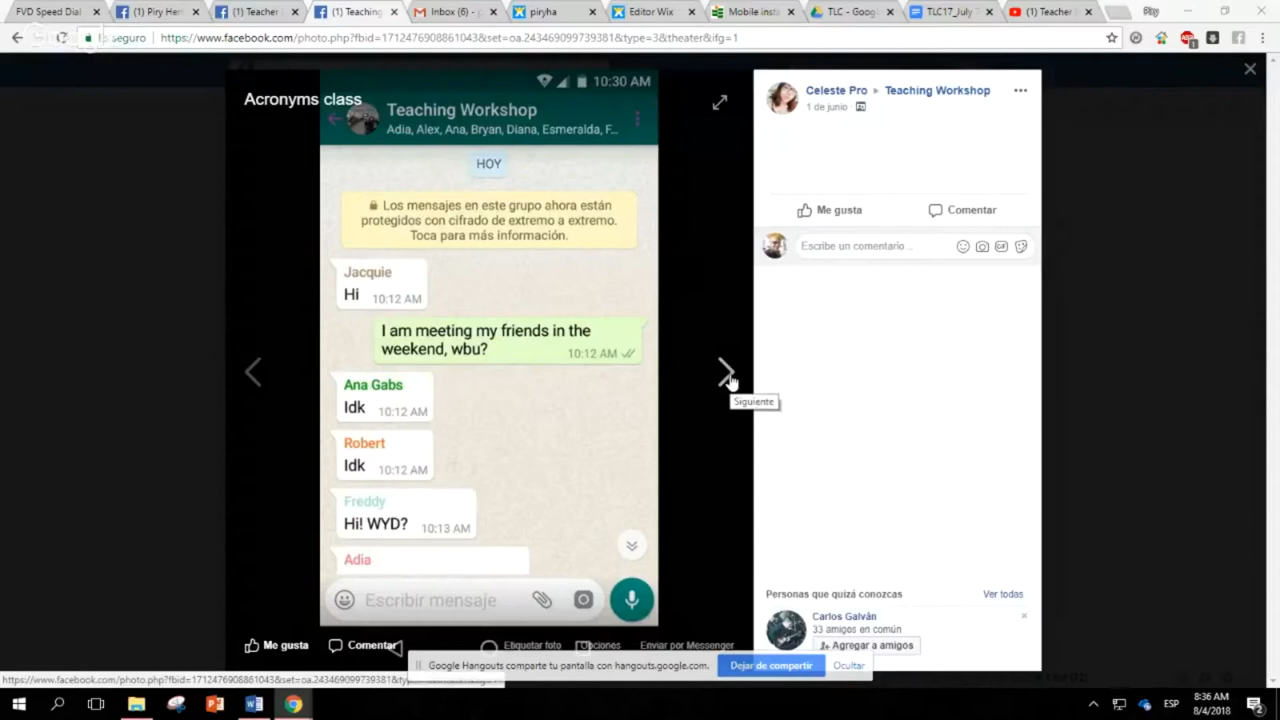 FVD Speed Dial
(1) Piry Her
(1) Teacher
(1) Teaching
Inbox (6) -
piryha
Editor Wix
Mobile insta
TLC - Goog
TLC17_July
(1) Teacher
seguro
https://www.facebook.com/photo.php?fbid=1712476908861043&set=oa.243469099739381&type=3&theater&ifg=1
10:30 AM
Acronyms class
Teaching Workshop
Adia, Alex, Ana, Bryan, Diana, Esmeralda, F...
HOY
Los mensajes en este grupo ahora están
protegidos con cifrado de extremo a extremo.
Toca para más información.
Jacquie
Hi 10:12 AM
I am meeting my friends in the
weekend, wbu? 10:12 AM
Ana Gabs
Idk 10:12 AM
Robert
Idk 10:12 AM
Freddy
Hi! WYD? 10:13 AM
Adia
Escribir mensaje
Siguiente
Me gusta
Comentar
Etiquetar foto
Opciones
Enviar por Messenger
Celeste Pro ▸ Teaching Workshop
1 de junio ·
Me gusta Comentar
Escribe un comentario...
GIF
Personas que quizá conozcas Ver todas
Carlos Galván
33 amigos en común
Agregar a amigos
Google Hangouts comparte tu pantalla con hangouts.google.com. Dejar de compartir Ocultar
ESP
8:36 AM
8/4/2018